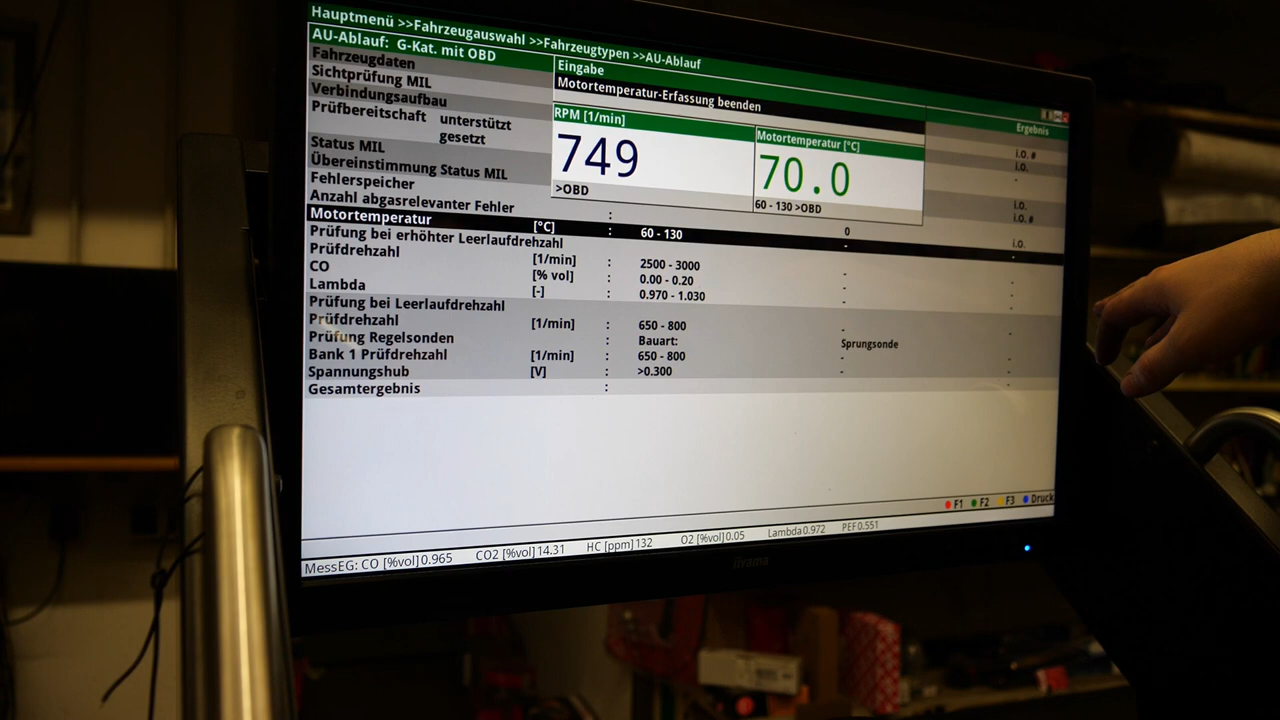 Hauptmenü >>Fahrzeugauswahl >>Fahrzeugtypen >>AU-Ablauf
AU-Ablauf: G-Kat. mit OBD
Eingabe
Motortemperatur-Erfassung beenden
RPM [1/min]
749
>OBD
Motortemperatur [°C]
70.0
60 - 130 >OBD
Ergebnis
Fahrzeugdaten
Sichtprüfung MIL i.O. #
Verbindungsaufbau i.O.
Prüfbereitschaft unterstützt -
gesetzt
Status MIL i.O.
Übereinstimmung Status MIL i.O. #
Fehlerspeicher :
Anzahl abgasrelevanter Fehler : 0 i.O.
Motortemperatur [°C] : 60 - 130 - -
Prüfung bei erhöhter Leerlaufdrehzahl
Prüfdrehzahl [1/min] : 2500 - 3000 - -
CO [% vol] : 0.00 - 0.20 - -
Lambda [-] : 0.970 - 1.030 - -
Prüfung bei Leerlaufdrehzahl
Prüfdrehzahl [1/min] : 650 - 800 - -
Prüfung Regelsonden : Bauart: Sprungsonde
Bank 1 Prüfdrehzahl [1/min] : 650 - 800 - -
Spannungshub [V] : >0.300 - -
Gesamtergebnis :
F1 F2 F3 Druck
MessEG: CO [%vol] 0.965 CO2 [%vol] 14.31 HC [ppm] 132 O2 [%vol] 0.05 Lambda 0.972 PEF 0.551
iiyama